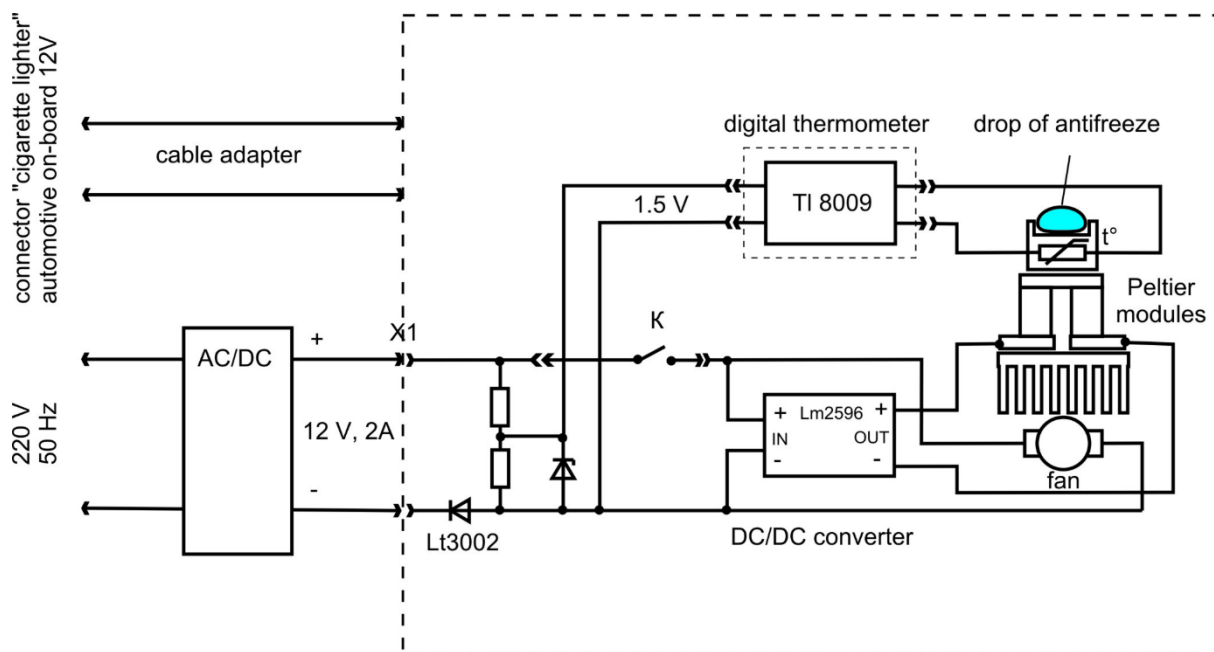 connector "cigarette lighter"
automotive on-board 12V
cable adapter
digital thermometer
drop of antifreeze
1.5 V
TI 8009
t°
Peltier
modules
X1
K
AC/DC
+
12 V, 2A
-
220 V
50 Hz
+ Lm2596 +
IN OUT
- -
fan
Lt3002
DC/DC converter